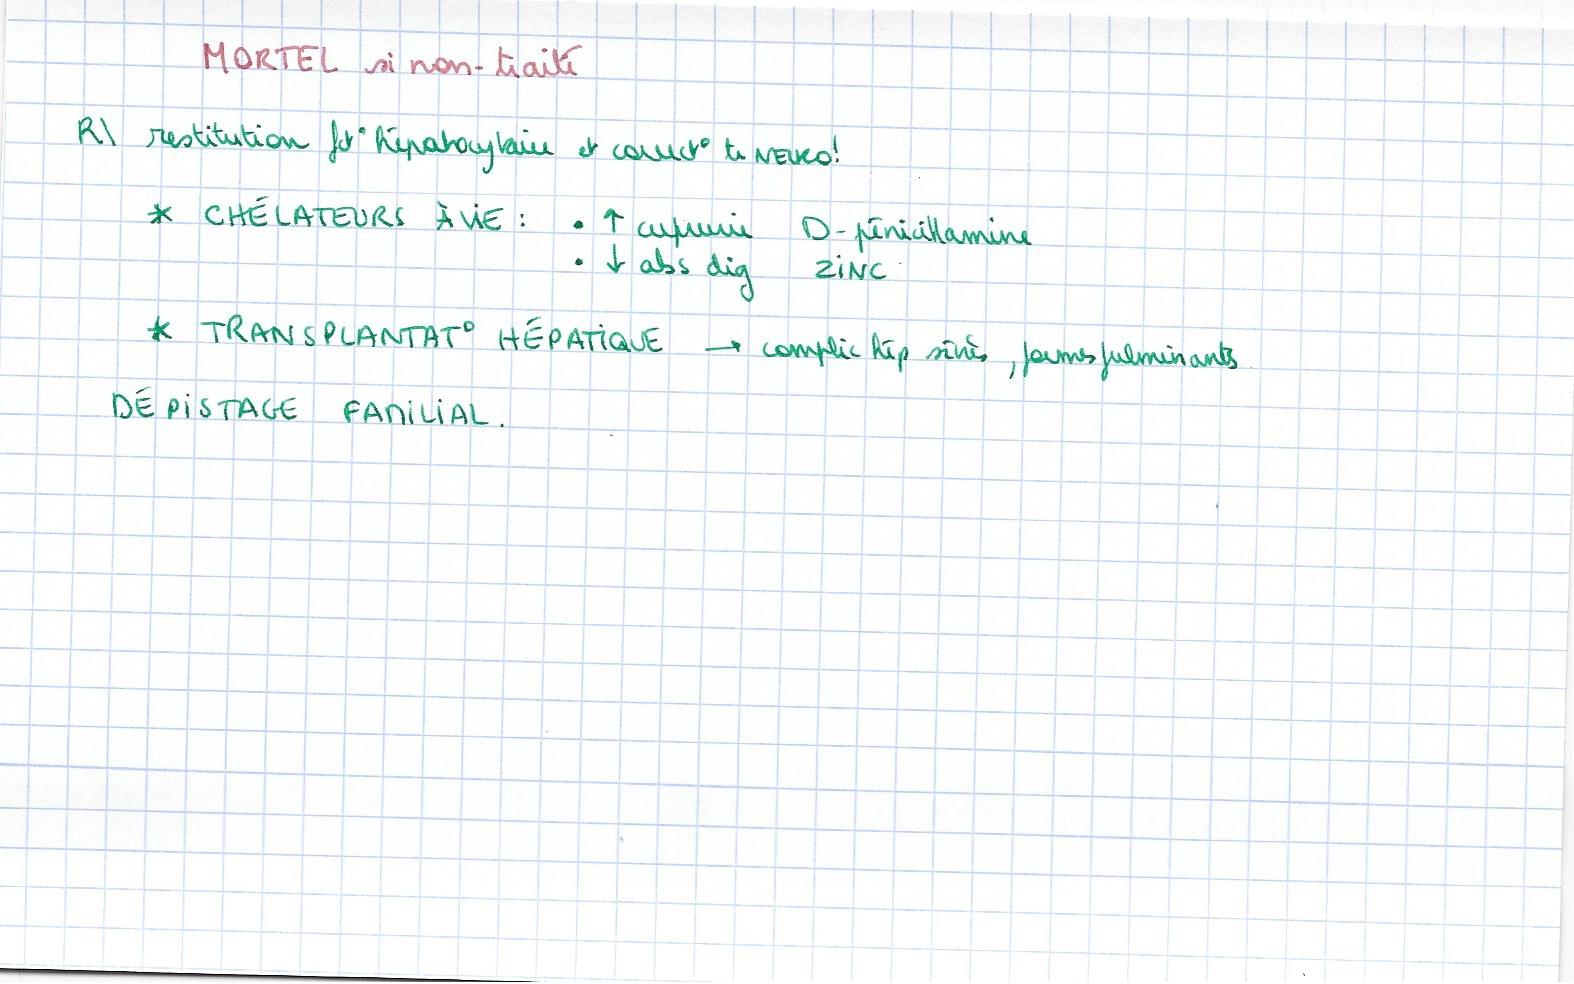 MORTEL si non-traité
R\ restitution fct° hépatocytaire et correct° tr NEURO!
* CHÉLATEURS À VIE : • ↑ cuprurie D-pénicillamine
• ↓ abs dig ZINC
* TRANSPLANTAT° HÉPATIQUE → complic hép sévès, formes fulminants
DÉPISTAGE FAMILIAL.